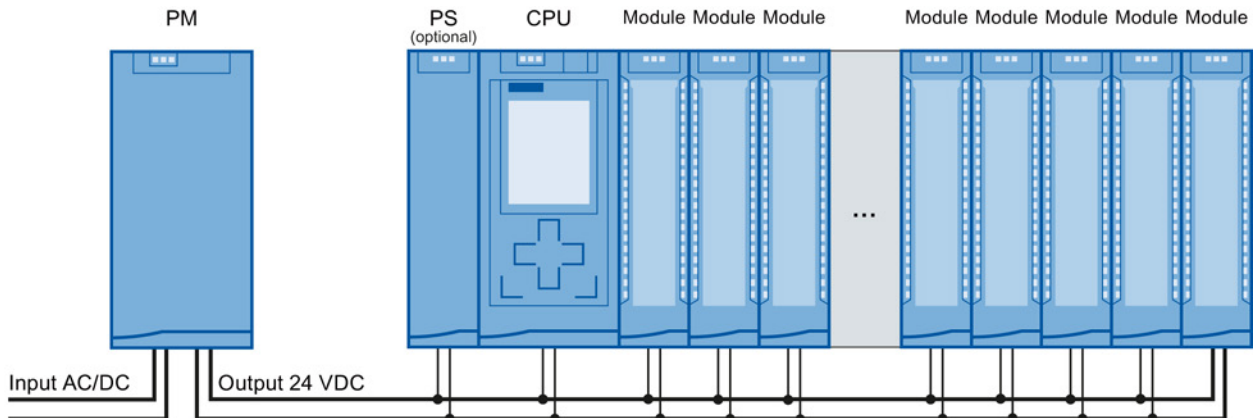 PM
PS
(optional)
CPU
Module
Module
Module
Module
Module
Module
Module
Module
...
Input AC/DC
Output 24 VDC